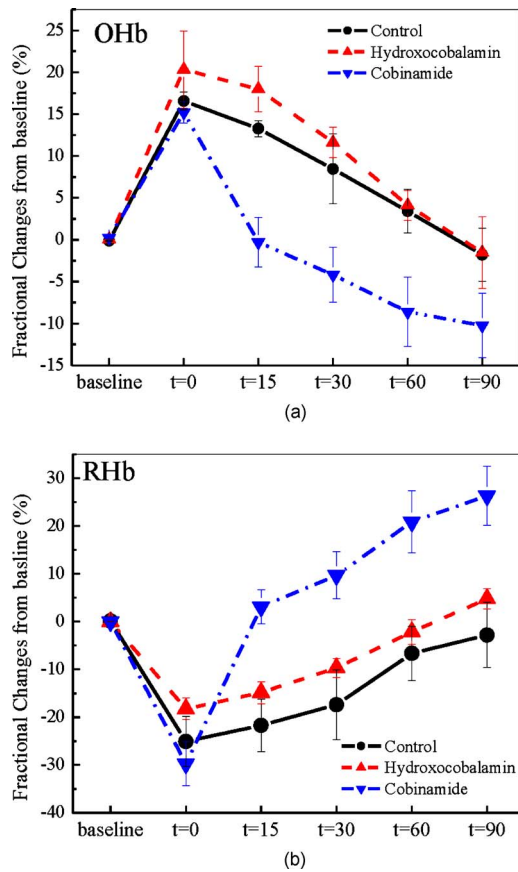 OHb
Control
Hydroxocobalamin
Cobinamide
Fractional Changes from baseline (%)
25
20
15
10
5
0
-5
-10
-15
baseline t=0 t=15 t=30 t=60 t=90
(a)
RHb
Fractional Changes from basline (%)
30
20
10
0
-10
-20
-30
-40
Control
Hydroxocobalamin
Cobinamide
baseline t=0 t=15 t=30 t=60 t=90
(b)